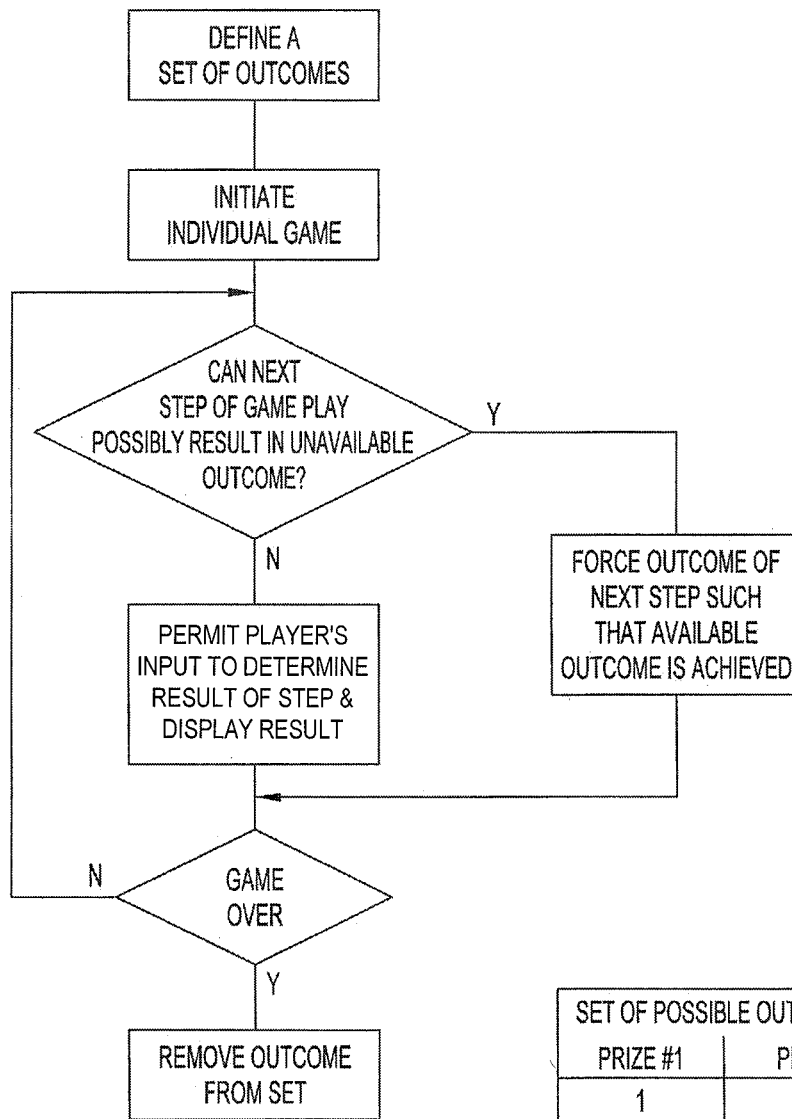 DEFINE A
SET OF OUTCOMES
INITIATE
INDIVIDUAL GAME
CAN NEXT
STEP OF GAME PLAY
POSSIBLY RESULT IN UNAVAILABLE
OUTCOME?
Y
N
FORCE OUTCOME OF
NEXT STEP SUCH
THAT AVAILABLE
OUTCOME IS ACHIEVED
PERMIT PLAYER'S
INPUT TO DETERMINE
RESULT OF STEP &
DISPLAY RESULT
N
GAME
OVER
Y
REMOVE OUTCOME
FROM SET
SET OF POSSIBLE OUT
PRIZE #1
1